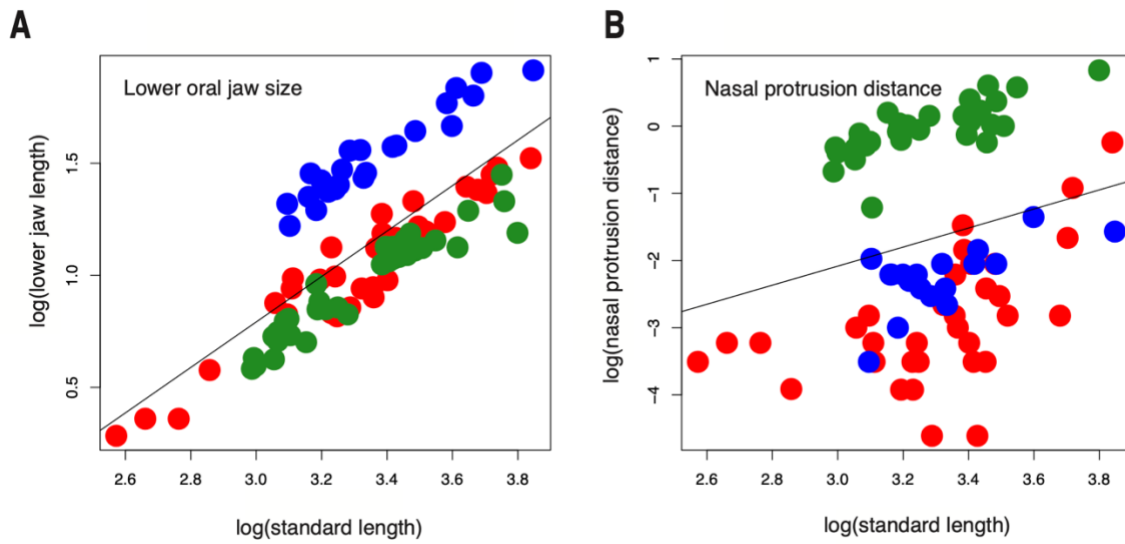 A
B
Lower oral jaw size
log(lower jaw length)
1.5
1.0
0.5
2.6 2.8 3.0 3.2 3.4 3.6 3.8
log(standard length)
Nasal protrusion distance
log(nasal protrusion distance)
1
0
−1
−2
−3
−4
2.6 2.8 3.0 3.2 3.4 3.6 3.8
log(standard length)